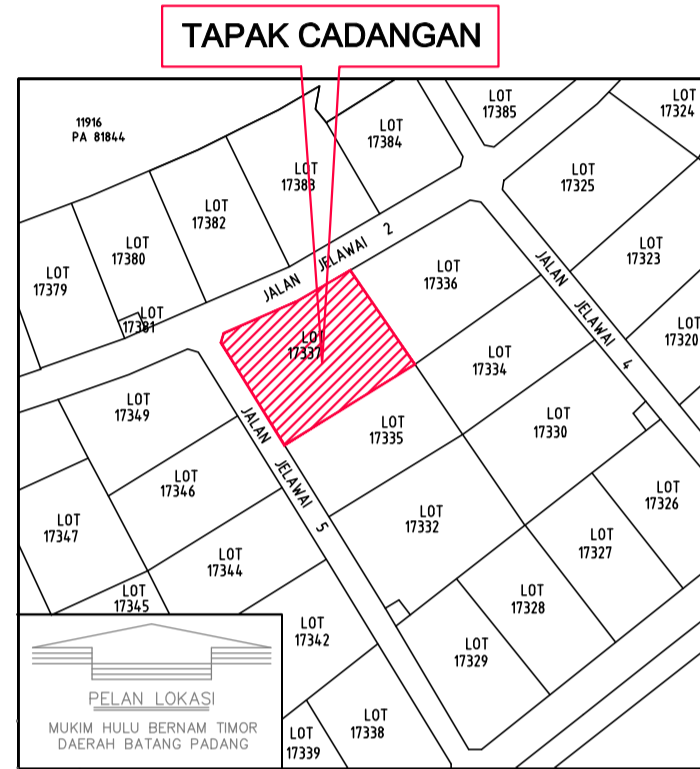 TAPAK CADANGAN
11916
PA 81844
LOT
17385
LOT
17324
LOT
17384
LOT
17383
LOT
17325
LOT
17382
LOT
17380
LOT
17379
LOT
17381
JALAN JELAWAI 2
LOT
17336
LOT
17323
JALAN JELAWAI 4
LOT
17320
LOT
17337
LOT
17334
LOT
17349
LOT
17335
LOT
17330
JALAN JELAWAI 5
LOT
17346
LOT
17332
LOT
17326
LOT
17347
LOT
17344
LOT
17327
LOT
17345
LOT
17328
LOT
17342
LOT
17329
LOT
17338
LOT
17339
PELAN LOKASI
MUKIM HULU BERNAM TIMOR
DAERAH BATANG PADANG